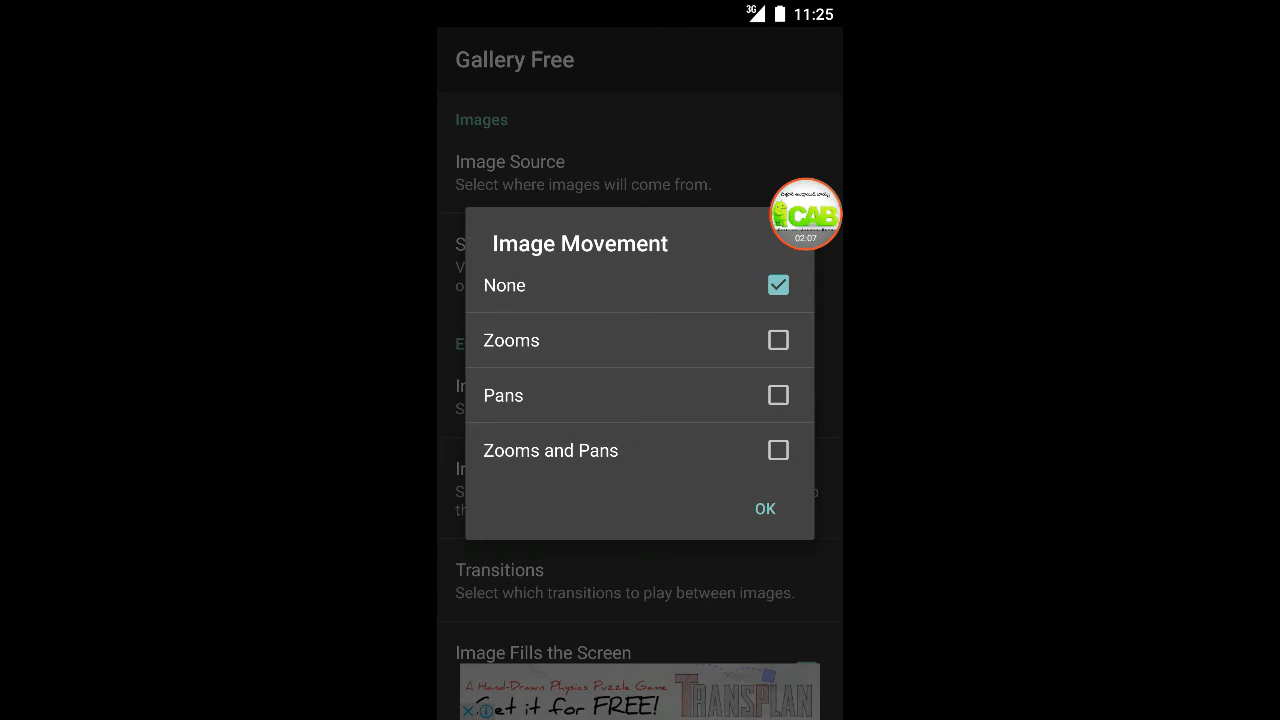 3G 11:25
Gallery Free
Images
Image Source
Select where images will come from.
CAB
02:07
Image Movement
None
Zooms
Pans
Zooms and Pans
OK
Transitions
Select which transitions to play between images.
Image Fills the Screen
A Hand-Drawn Physics Puzzle Game
Get it for FREE!
TRANSPLAN